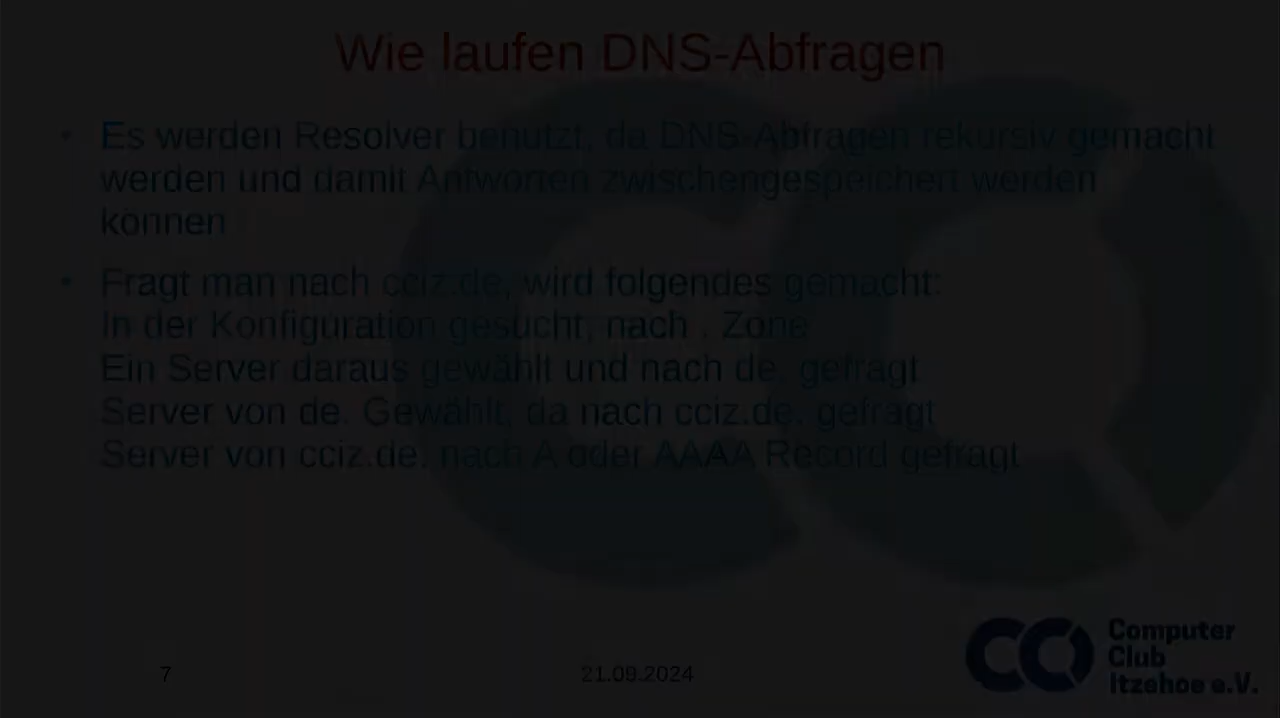 Wie laufen DNS-Abfragen
• Es werden Resolver benutzt, da DNS-Abfragen rekursiv gemacht
werden und damit Antworten zwischengespeichert werden
können
• Fragt man nach cciz.de, wird folgendes gemacht:
In der Konfiguration gesucht, nach . Zone
Ein Server daraus gewählt und nach de. gefragt
Server von de. Gewählt, da nach cciz.de. gefragt
Server von cciz.de. nach A oder AAAA Record gefragt
7
21.09.2024
Computer
Club
Itzehoe e.V.